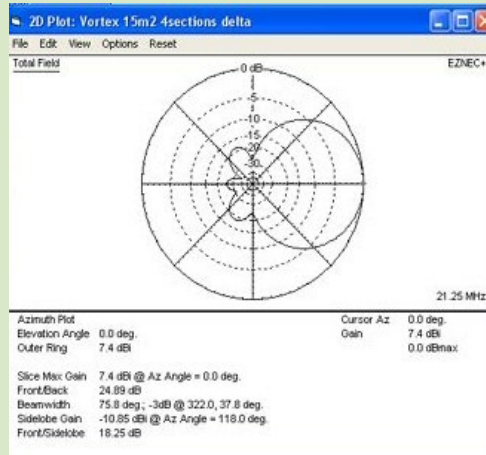 2D Plot: Vortex 15m2 4sections delta
File Edit View Options Reset
Total Field
EZNEC+
0 dB
-5
-10
-15
-20
-30
21.25 MHz
Azimuth Plot
Elevation Angle 0.0 deg.
Outer Ring 7.4 dBi
Cursor Az 0.0 deg.
Gain 7.4 dBi
0.0 dBmax
Slice Max Gain 7.4 dBi @ Az Angle = 0.0 deg.
Front/Back 24.89 dB
Beamwidth 75.8 deg.; -3dB @ 322.0, 37.8 deg.
Sidelobe Gain -10.85 dBi @ Az Angle = 118.0 deg.
Front/Sidelobe 18.25 dB